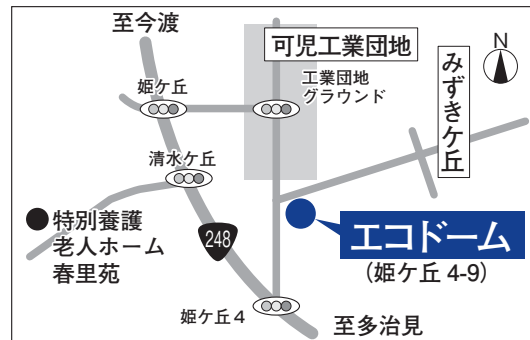 至今渡
可児工業団地
N
姫ケ丘
工業団地
グラウンド
みずきケ丘
清水ケ丘
特別養護
老人ホーム
春里苑
248
エコドーム
(姫ケ丘 4-9)
姫ケ丘 4
至多治見